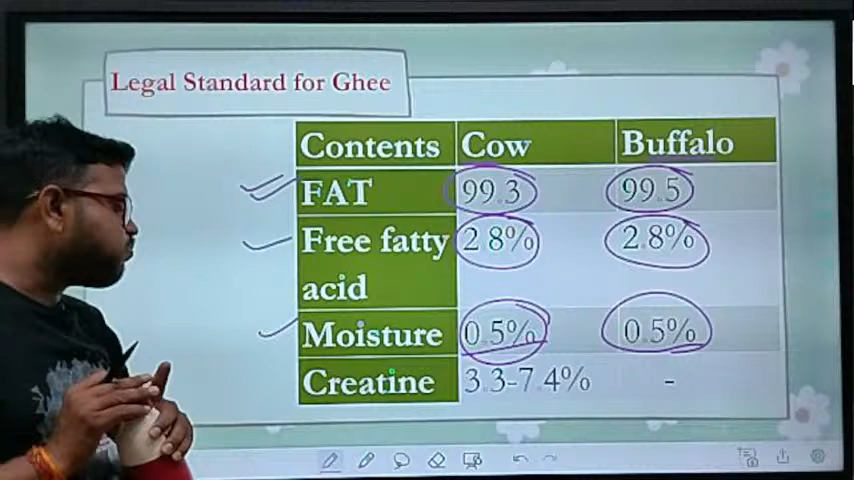 Legal Standard for Ghee
Contents Cow Buffalo
FAT 99.3 99.5
Free fatty acid 2.8% 2.8%
Moisture 0.5% 0.5%
Creatine 3.3-7.4% -